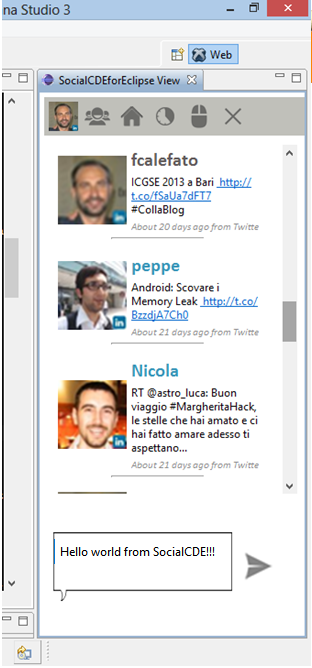 na Studio 3
Web
SocialCDEforEclipse View
fcalefato
ICGSE 2013 a Bari http://
t.co/fSaUa7dFT7
#CollaBlog
About 20 days ago from Twitte
peppe
Android: Scovare i
Memory Leak http://t.co/
BzzdjA7Ch0
About 21 days ago from Twitte
Nicola
RT @astro_luca: Buon
viaggio #MargheritaHack,
le stelle che hai amato e ci
hai fatto amare adesso ti
aspettano...
About 21 days ago from Twitte
Hello world from SocialCDE!!!